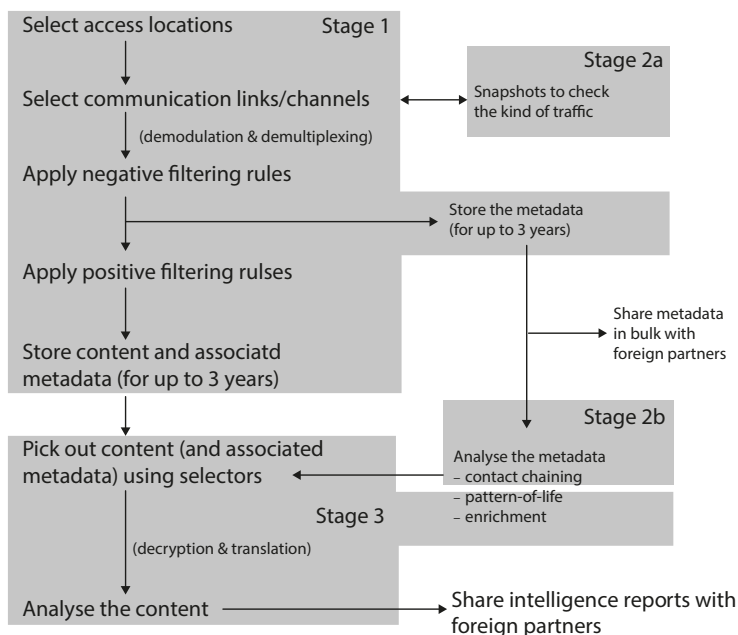 Select access locations
Stage 1
Stage 2a
Select communication links/channels
Snapshots to check
the kind of traffic
(demodulation & demultiplexing)
Apply negative filtering rules
Store the metadata
(for up to 3 years)
Apply positive filtering rulses
Share metadata
in bulk with
foreign partners
Store content and associatd
metadata (for up to 3 years)
Stage 2b
Pick out content (and associated
metadata) using selectors
Analyse the metadata
– contact chaining
– pattern-of-life
– enrichment
Stage 3
(decryption & translation)
Analyse the content
Share intelligence reports with
foreign partners